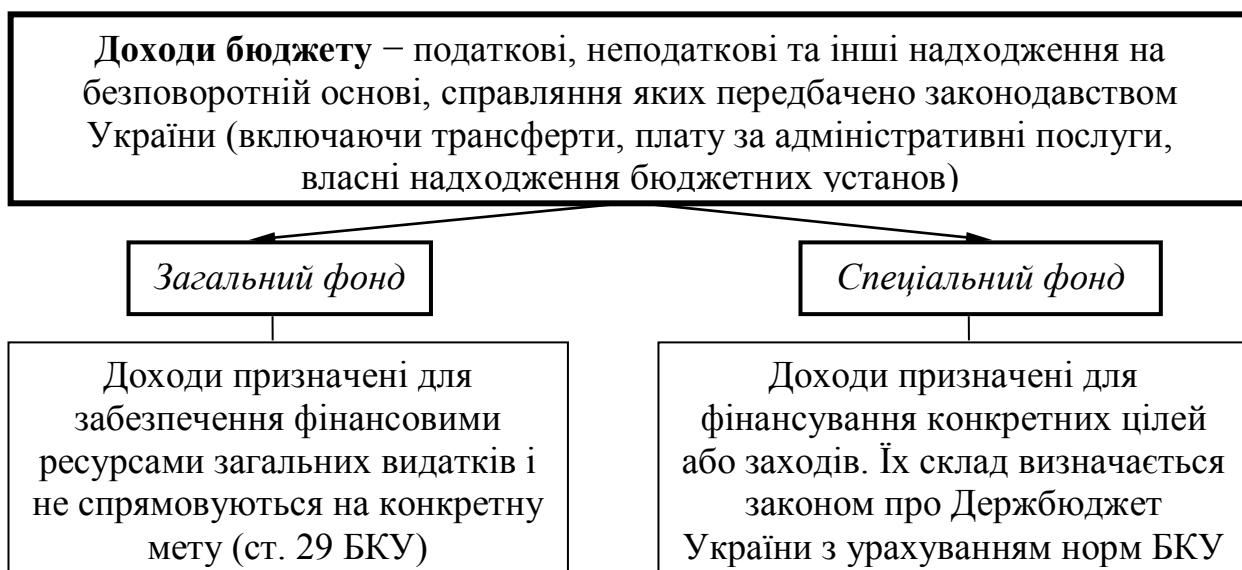 Доходи бюджету − податкові, неподаткові та інші надходження на
безповоротній основі, справляння яких передбачено законодавством
України (включаючи трансферти, плату за адміністративні послуги,
власні надходження бюджетних установ)
Загальний фонд
Спеціальний фонд
Доходи призначені для
забезпечення фінансовими
ресурсами загальних видатків і
не спрямовуються на конкретну
мету (ст. 29 БКУ)
Доходи призначені для
фінансування конкретних цілей
або заходів. Їх склад визначається
законом про Держбюджет
України з урахуванням норм БКУ